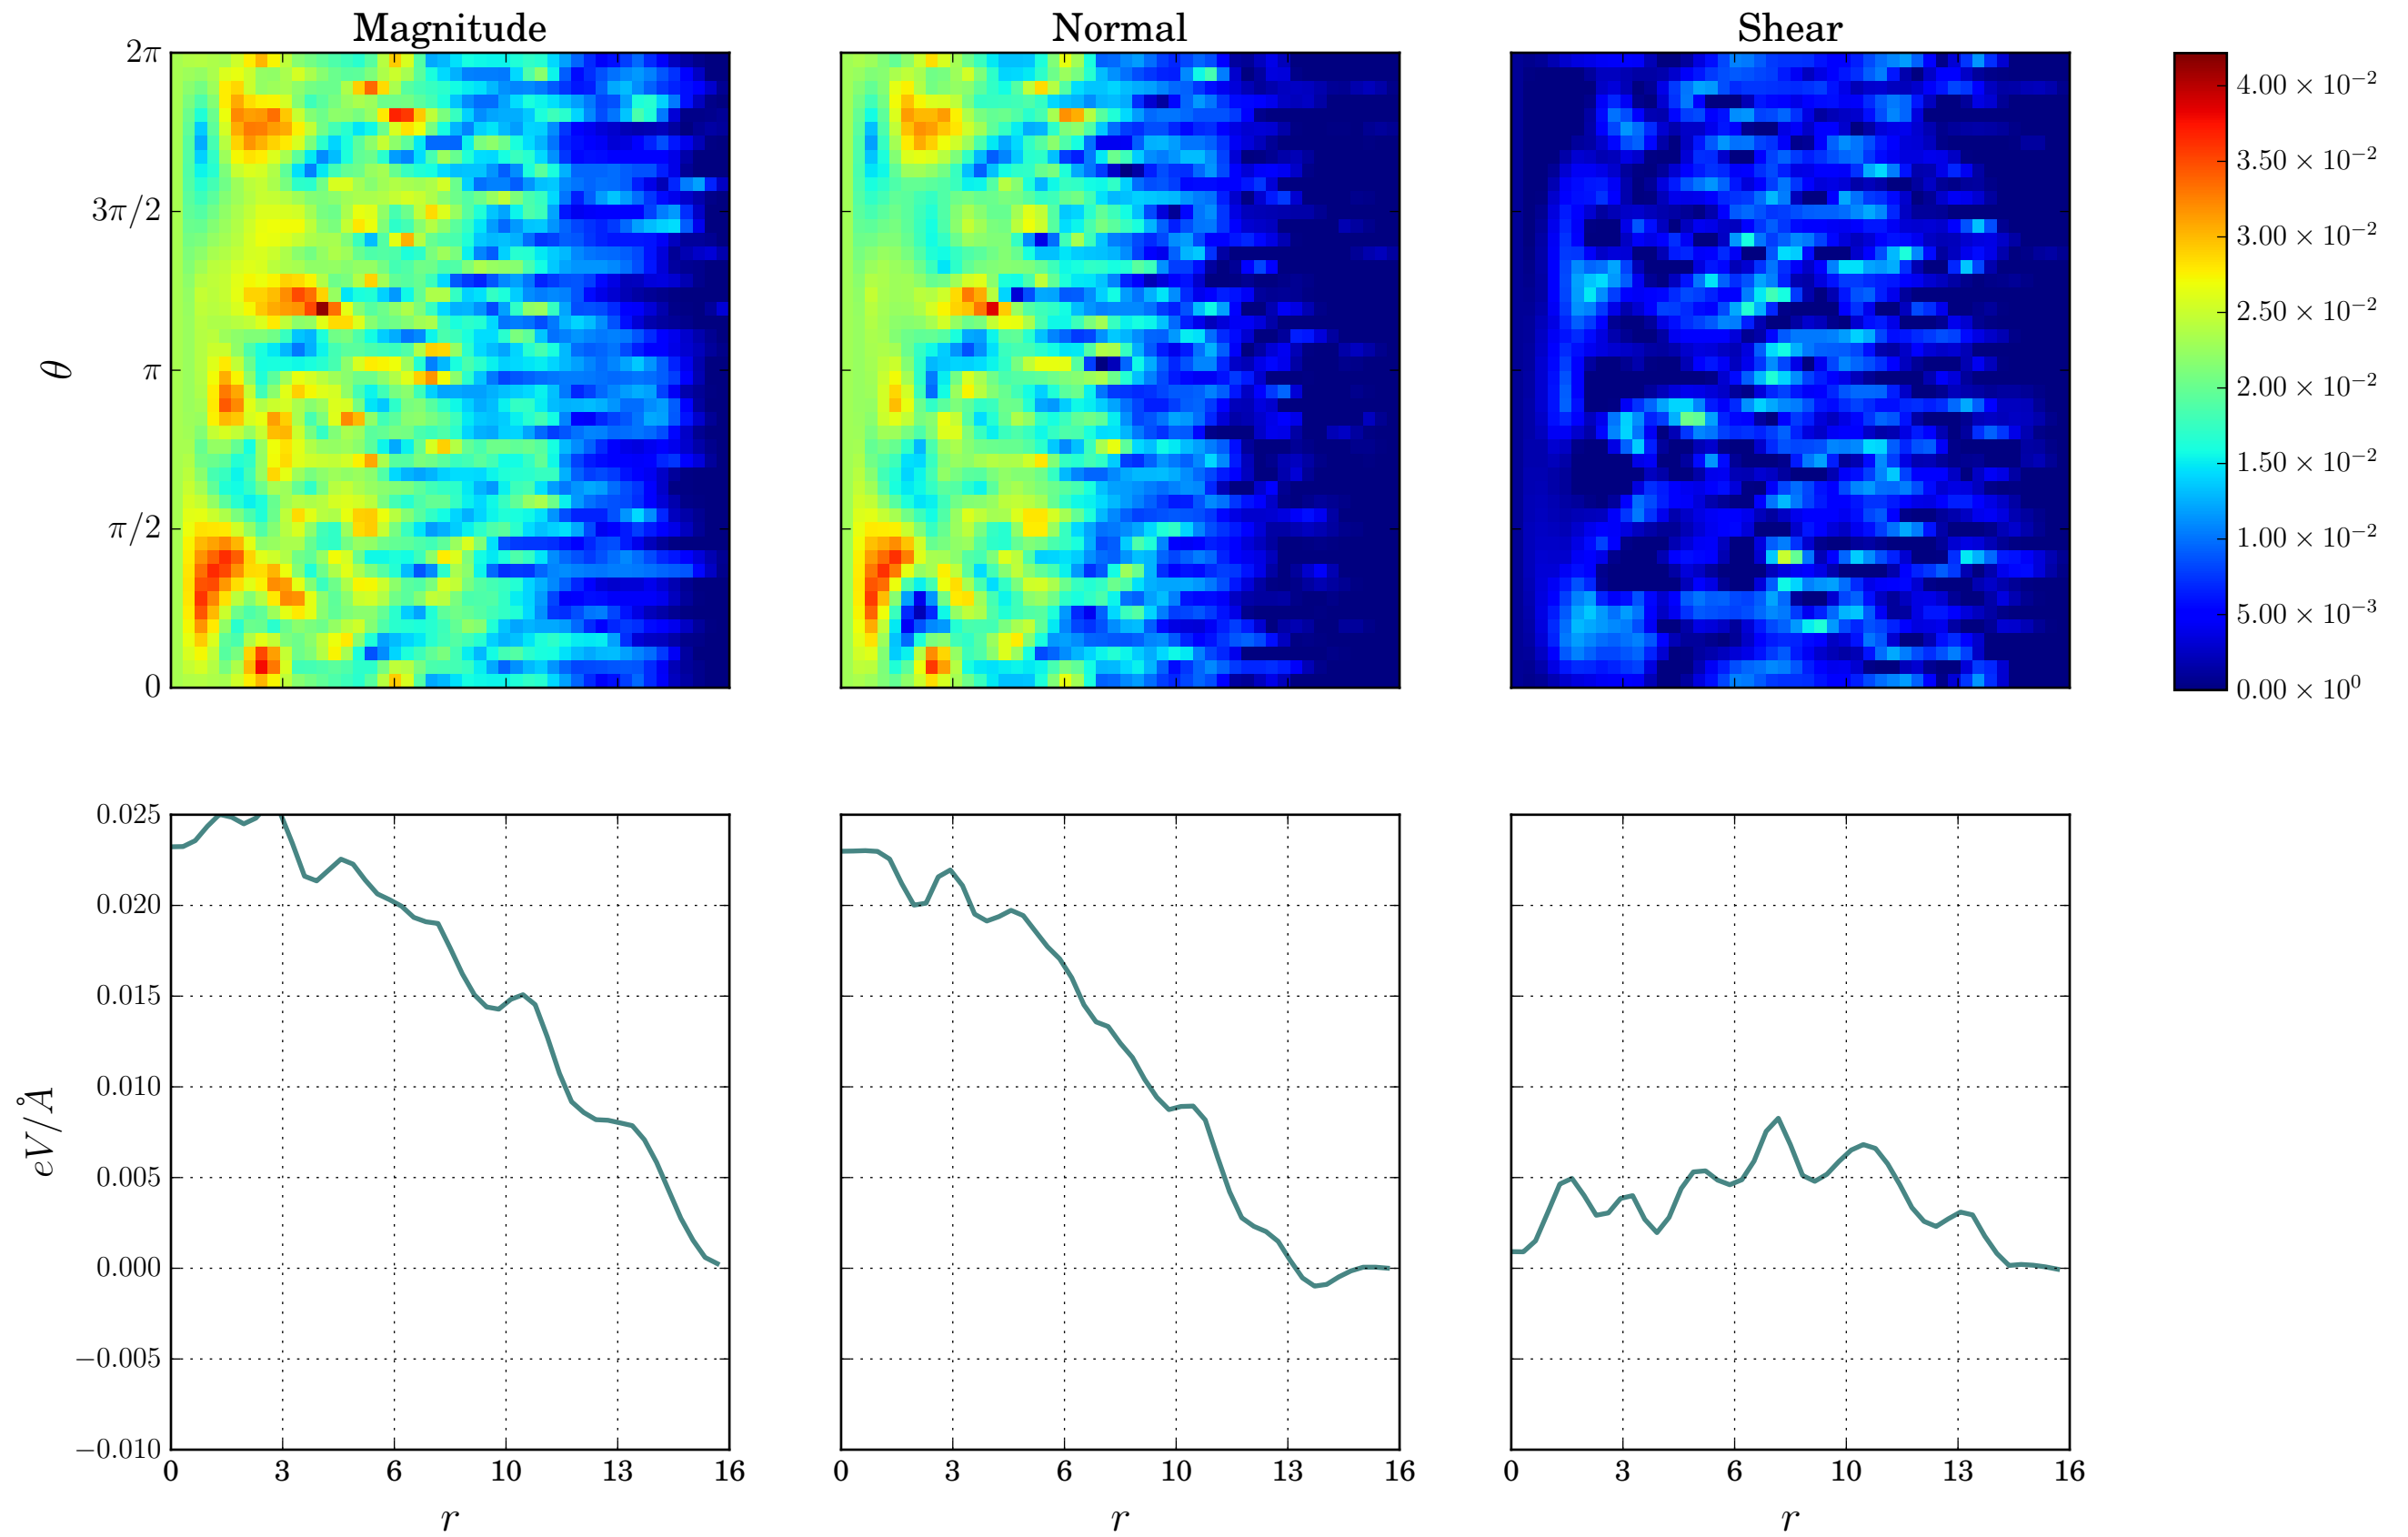 Magnitude Normal Shear
2π
3π/2
π
π/2
0
θ
4.00 × 10⁻²
3.50 × 10⁻²
3.00 × 10⁻²
2.50 × 10⁻²
2.00 × 10⁻²
1.50 × 10⁻²
1.00 × 10⁻²
5.00 × 10⁻³
0.00 × 10⁰
0.025
0.020
0.015
0.010
0.005
0.000
−0.005
−0.010
eV/Å
0 3 6 10 13 16 0 3 6 10 13 16 0 3 6 10 13 16
r r r